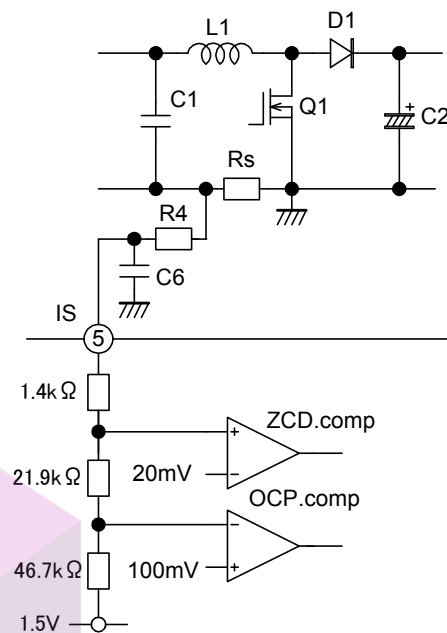 L1
D1
C1
Q1
+
C2
Rs
R4
C6
IS
5
1.4kΩ
ZCD.comp
+
21.9kΩ
20mV
−
OCP.comp
−
46.7kΩ
100mV
+
1.5V